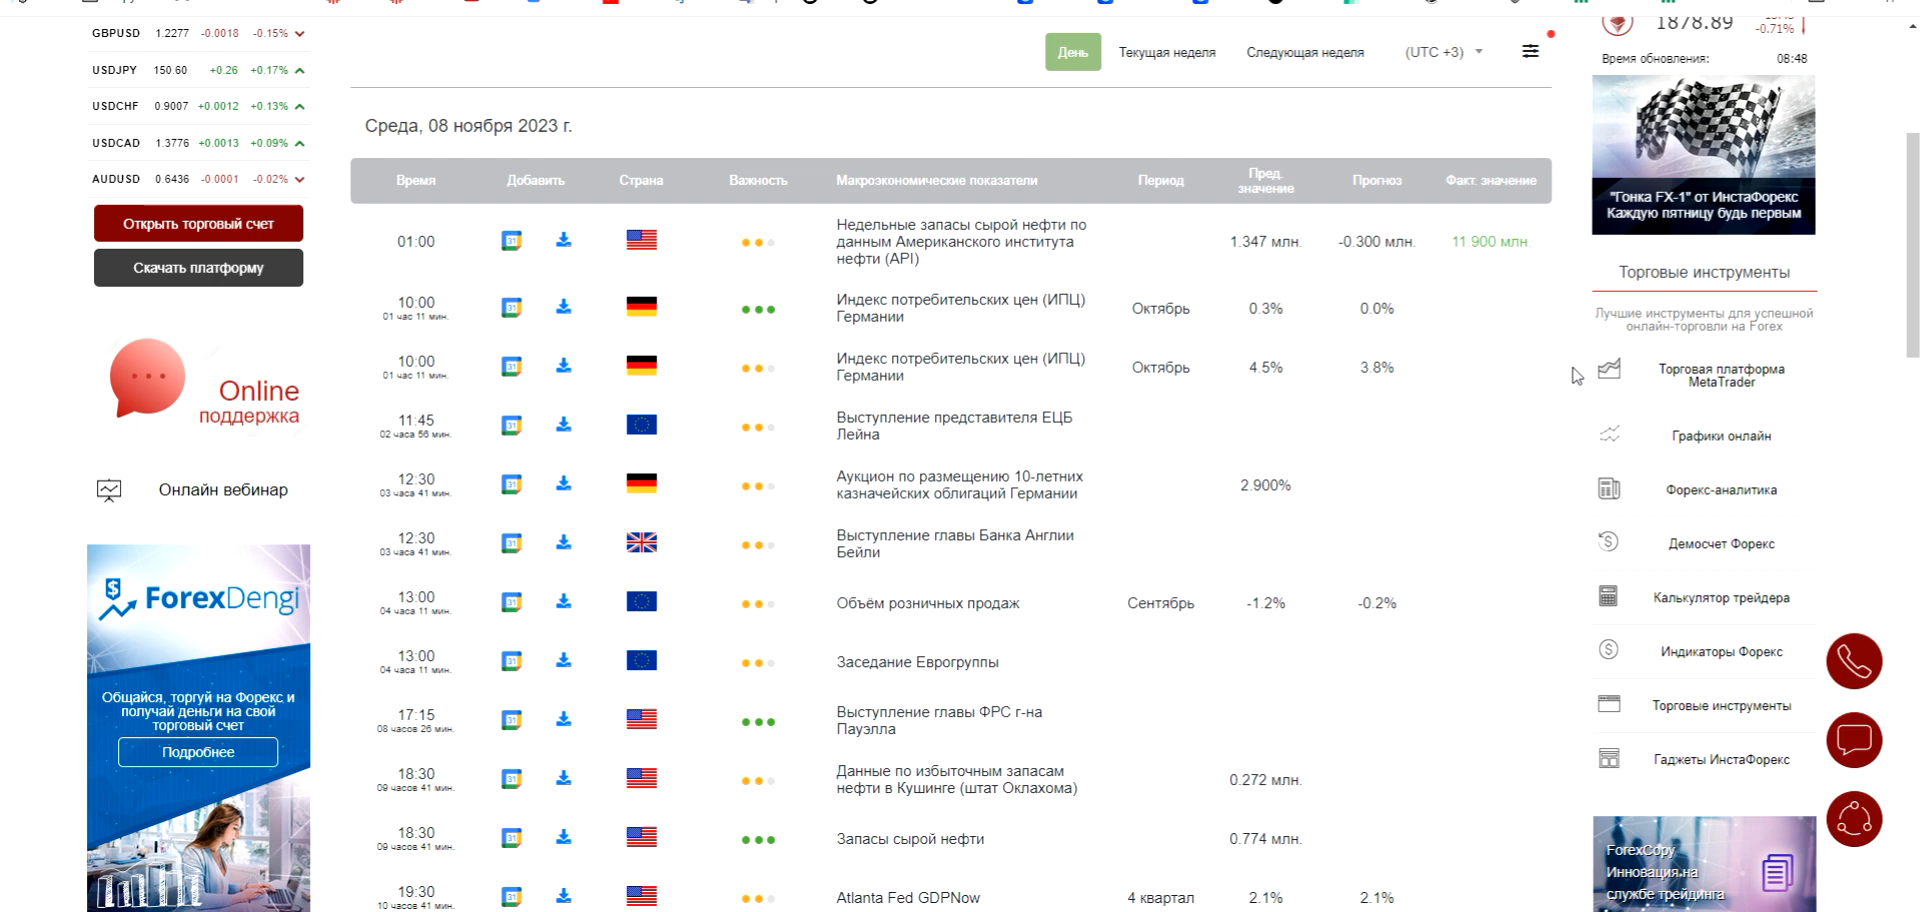 GBPUSD 1.2277 -0.0018 -0.15%
USDJPY 150.60 +0.26 +0.17%
USDCHF 0.9007 +0.0012 +0.13%
USDCAD 1.3776 +0.0013 +0.09%
AUDUSD 0.6436 -0.0001 -0.02%
Открыть торговый счет
Скачать платформу
Online
поддержка
Онлайн вебинар
ForexDengi
Общайся, торгуй на Форекс и
получай деньги на свой
торговый счет
Подробнее
День Текущая неделя Следующая неделя (UTC +3)
Среда, 08 ноября 2023 г.
Время Добавить Страна Важность Макроэкономические показатели Период Пред. значение Прогноз Факт. значение
01:00 31 Недельные запасы сырой нефти по
данным Американского института
нефти (API) 1.347 млн. -0.300 млн. 11.900 млн.
10:00 31 Индекс потребительских цен (ИПЦ) Октябрь 0.3% 0.0%
01 час 11 мин. Германии
10:00 31 Индекс потребительских цен (ИПЦ) Октябрь 4.5% 3.8%
01 час 11 мин. Германии
11:45 31 Выступление представителя ЕЦБ
02 часа 56 мин. Лейна
12:30 31 Аукцион по размещению 10-летних 2.900%
03 часа 41 мин. казначейских облигаций Германии
12:30 31 Выступление главы Банка Англии
03 часа 41 мин. Бейли
13:00 31 Объём розничных продаж Сентябрь -1.2% -0.2%
04 часа 11 мин.
13:00 31 Заседание Еврогруппы
04 часа 11 мин.
17:15 31 Выступление главы ФРС г-на
08 часов 26 мин. Пауэлла
18:30 31 Данные по избыточным запасам 0.272 млн.
09 часов 41 мин. нефти в Кушинге (штат Оклахома)
18:30 31 Запасы сырой нефти 0.774 млн.
09 часов 41 мин.
19:30 31 Atlanta Fed GDPNow 4 квартал 2.1% 2.1%
10 часов 41 мин.
1878.89 -0.71%
Время обновления: 08:48
"Гонка FX-1" от ИнстаФорекс
Каждую пятницу будь первым
Торговые инструменты
Лучшие инструменты для успешной
онлайн-торговли на Forex
Торговая платформа
MetaTrader
Графики онлайн
Форекс-аналитика
Демосчет Форекс
Калькулятор трейдера
Индикаторы Форекс
Торговые инструменты
Гаджеты ИнстаФорекс
ForexCopy
Инновация на
службе трейдинга